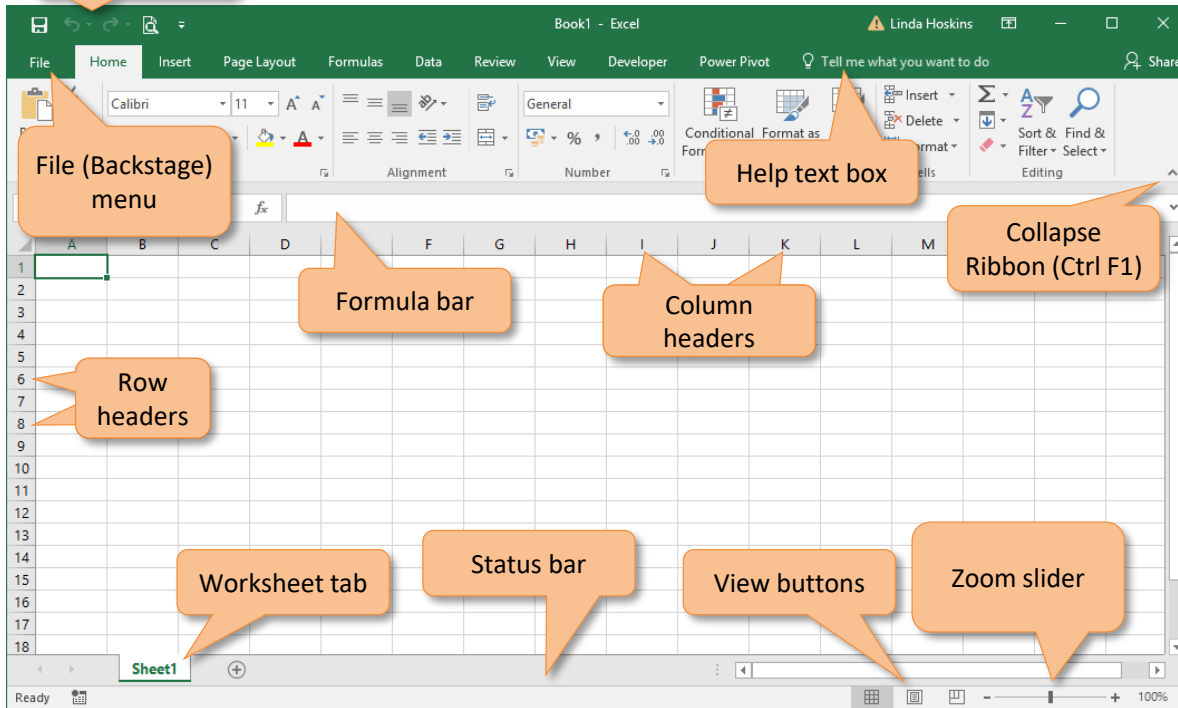 Book1 - Excel
Linda Hoskins
File Home Insert Page Layout Formulas Data Review View Developer Power Pivot Tell me what you want to do Share
Calibri 11 A A General Insert
% , Conditional Format as Delete Sort & Find &
Filter Select
Alignment Number Editing
File (Backstage)
menu
Help text box
Collapse
Ribbon (Ctrl F1)
fx
A B C D F G H I J K L M
Formula bar
Column
headers
Row
headers
1
2
3
4
5
6
7
8
9
10
11
12
13
14
15
16
17
18
Worksheet tab
Status bar
View buttons
Zoom slider
Sheet1
Ready 100%